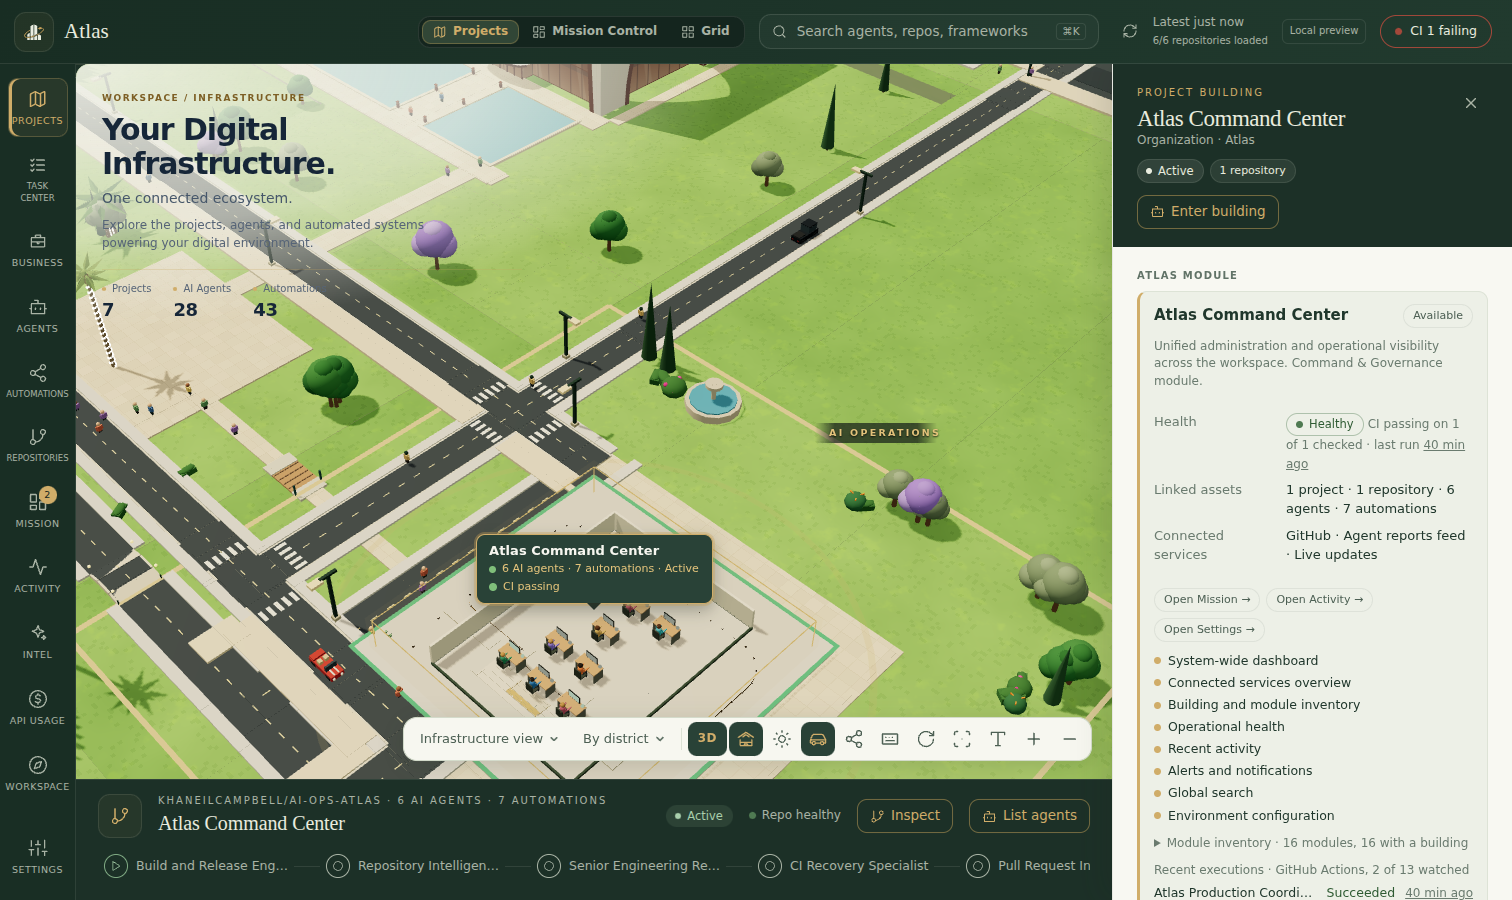 Atlas
Projects
Mission Control
Grid
Search agents, repos, frameworks
⌘K
Latest just now
6/6 repositories loaded
Local preview
CI 1 failing
PROJECTS
TASK
CENTER
BUSINESS
AGENTS
AUTOMATIONS
REPOSITORIES
2
MISSION
ACTIVITY
INTEL
API USAGE
WORKSPACE
SETTINGS
WORKSPACE / INFRASTRUCTURE
Your Digital
Infrastructure.
One connected ecosystem.
Explore the projects, agents, and automated systems
powering your digital environment.
Projects
7
AI Agents
28
Automation
43
AI OPERATIONS
Atlas Command Center
6 AI agents · 7 automations · Active
CI passing
Infrastructure view
By district
3D
KHANEILCAMPBELL/AI-OPS-ATLAS · 6 AI AGENTS · 7 AUTOMATIONS
Atlas Command Center
Active
Repo healthy
Inspect
List agents
Build and Release Eng…
Repository Intelligen…
Senior Engineering Re…
CI Recovery Specialist
Pull Request In
PROJECT BUILDING
Atlas Command Center
Organization · Atlas
Active
1 repository
Enter building
ATLAS MODULE
Atlas Command Center
Available
Unified administration and operational visibility
across the workspace. Command & Governance
module.
Health
Healthy CI passing on 1
of 1 checked · last run 40 min
ago
Linked assets
1 project · 1 repository · 6
agents · 7 automations
Connected
services
GitHub · Agent reports feed
· Live updates
Open Mission →
Open Activity →
Open Settings →
System-wide dashboard
Connected services overview
Building and module inventory
Operational health
Recent activity
Alerts and notifications
Global search
Environment configuration
Module inventory · 16 modules, 16 with a building
Recent executions · GitHub Actions, 2 of 13 watched
Atlas Production Coordi…
Succeeded
40 min ago